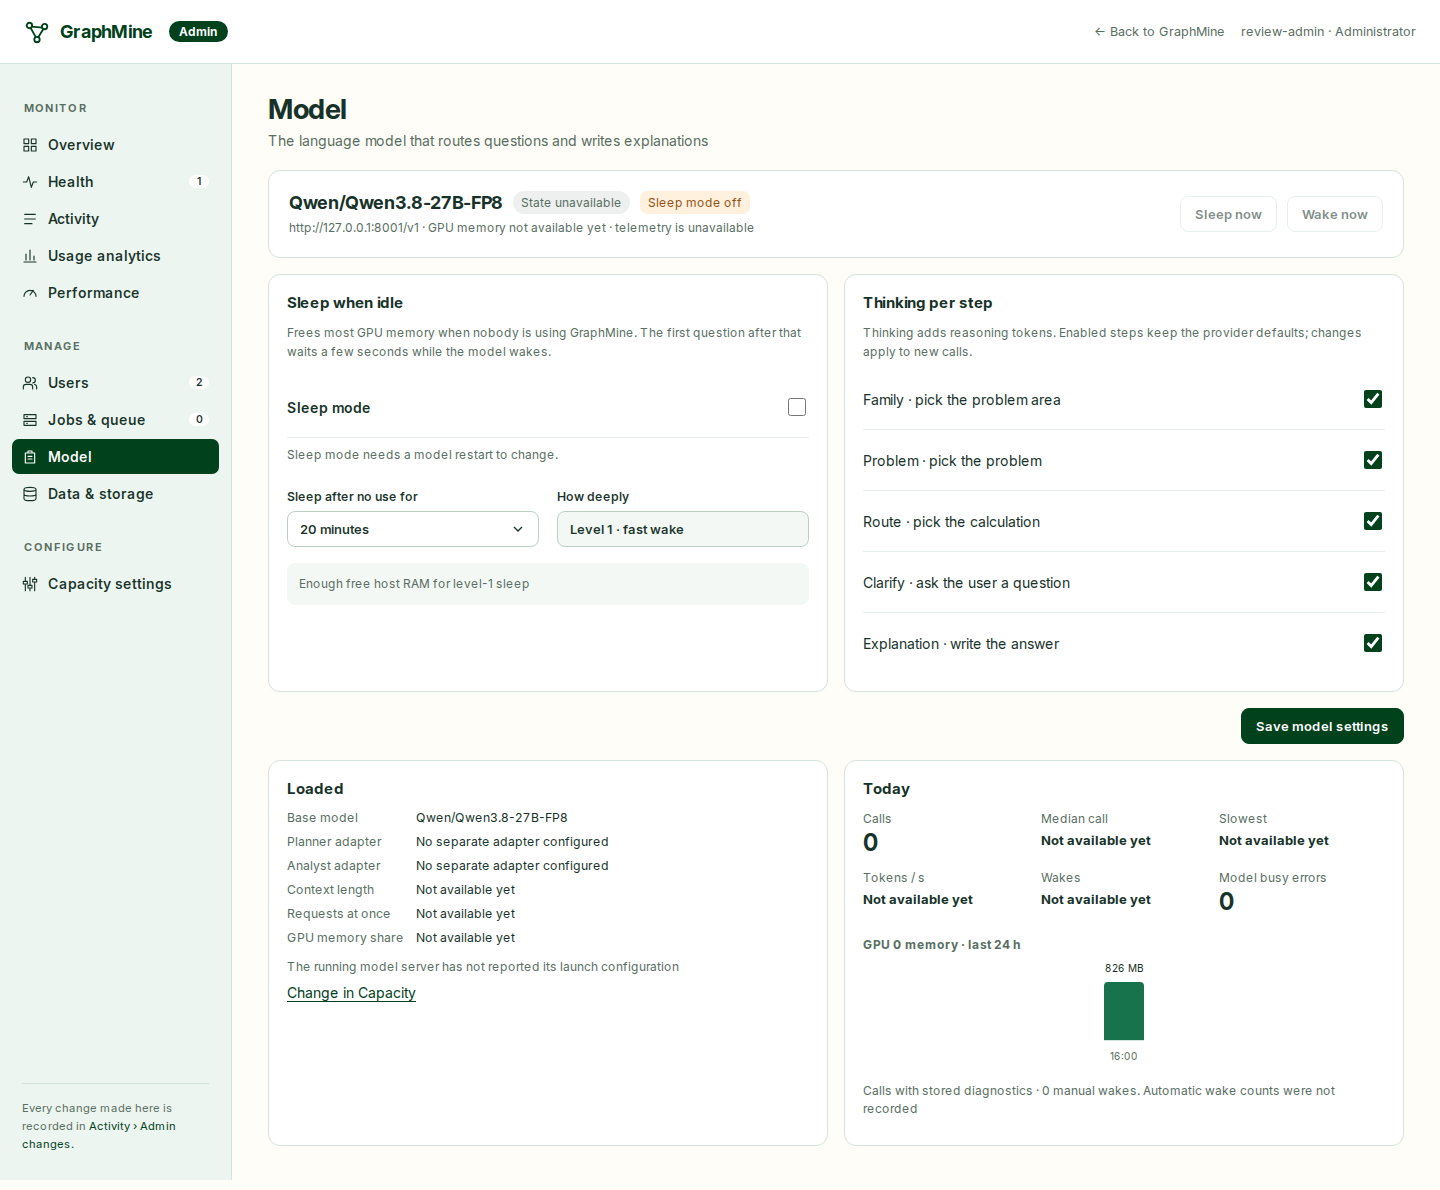 GraphMine
Admin
← Back to GraphMine
review-admin · Administrator
MONITOR
Overview
Health
1
Activity
Usage analytics
Performance
MANAGE
Users
2
Jobs & queue
0
Model
Data & storage
CONFIGURE
Capacity settings
Every change made here is
recorded in Activity › Admin
changes.
Model
The language model that routes questions and writes explanations
Qwen/Qwen3.8-27B-FP8
State unavailable
Sleep mode off
http://127.0.0.1:8001/v1 · GPU memory not available yet · telemetry is unavailable
Sleep now
Wake now
Sleep when idle
Frees most GPU memory when nobody is using GraphMine. The first question after that
waits a few seconds while the model wakes.
Sleep mode
Sleep mode needs a model restart to change.
Sleep after no use for
How deeply
20 minutes
Level 1 · fast wake
Enough free host RAM for level-1 sleep
Thinking per step
Thinking adds reasoning tokens. Enabled steps keep the provider defaults; changes
apply to new calls.
Family · pick the problem area
Problem · pick the problem
Route · pick the calculation
Clarify · ask the user a question
Explanation · write the answer
Save model settings
Loaded
Base model
Qwen/Qwen3.8-27B-FP8
Planner adapter
No separate adapter configured
Analyst adapter
No separate adapter configured
Context length
Not available yet
Requests at once
Not available yet
GPU memory share
Not available yet
The running model server has not reported its launch configuration
Change in Capacity
Today
Calls
0
Median call
Not available yet
Slowest
Not available yet
Tokens / s
Not available yet
Wakes
Not available yet
Model busy errors
0
GPU 0 memory · last 24 h
826 MB
16:00
Calls with stored diagnostics · 0 manual wakes. Automatic wake counts were not
recorded